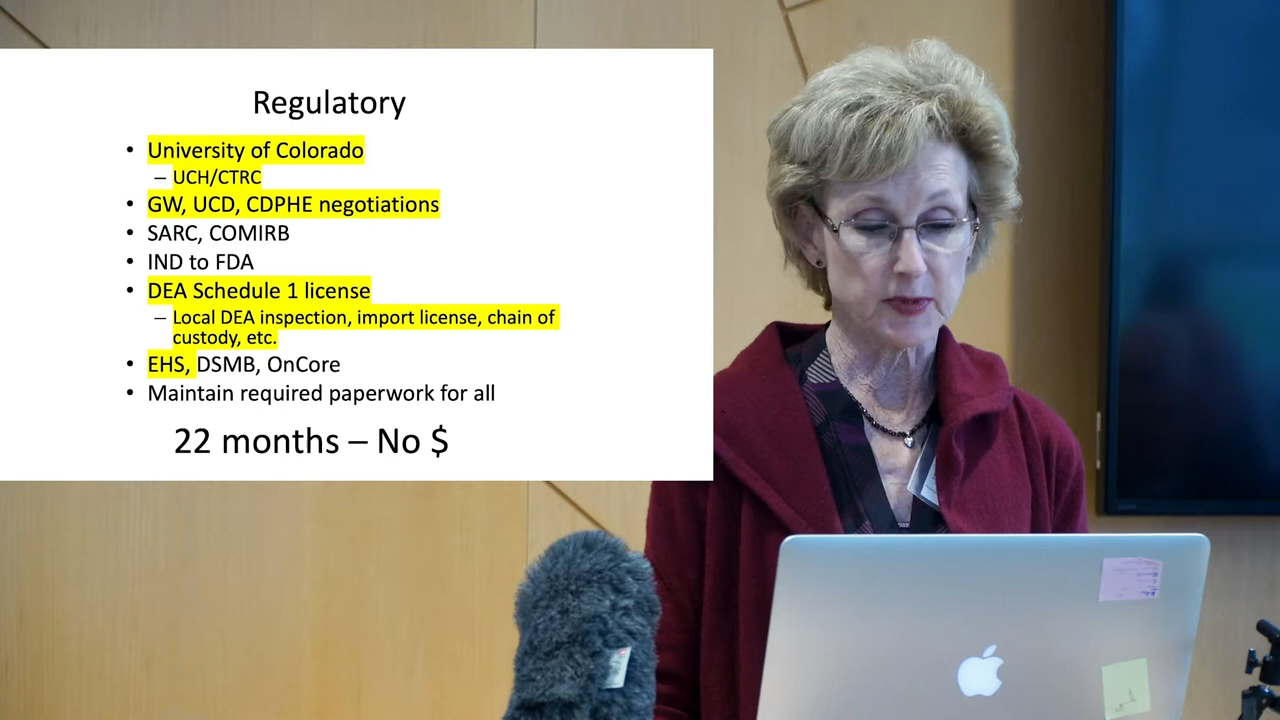 Regulatory
• University of Colorado
– UCH/CTRC
• GW, UCD, CDPHE negotiations
• SARC, COMIRB
• IND to FDA
• DEA Schedule 1 license
– Local DEA inspection, import license, chain of
custody, etc.
• EHS, DSMB, OnCore
• Maintain required paperwork for all
22 months – No $